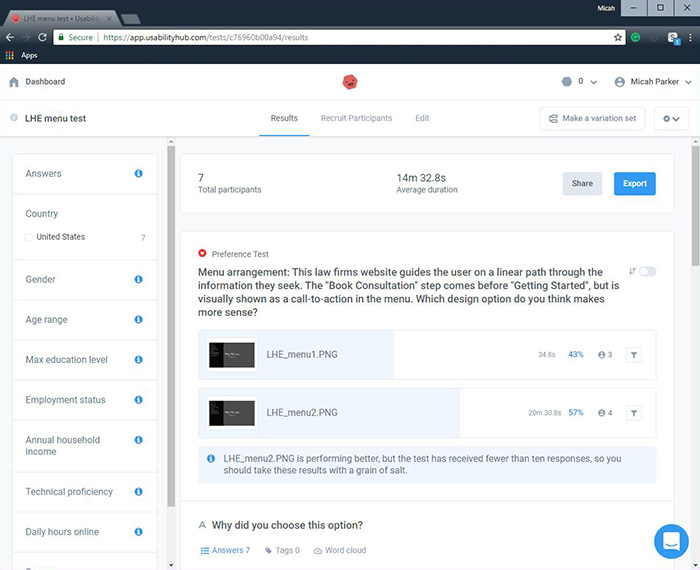 Micah
LHE menu test • Usability
Secure | https://app.usabilityhub.com/tests/c76960b00a94/results
Apps
Dashboard
0
Micah Parker
LHE menu test
Results
Recruit Participants
Edit
Make a variation set
Answers
Country
United States 7
Gender
Age range
Max education level
Employment status
Annual household
income
Technical proficiency
Daily hours online
7
Total participants
14m 32.8s
Average duration
Share
Export
Preference Test
Menu arrangement: This law firms website guides the user on a linear path through the
information they seek. The "Book Consultation" step comes before "Getting Started", but is
visually shown as a call-to-action in the menu. Which design option do you think makes
more sense?
LHE_menu1.PNG 34.8s 43% 3
LHE_menu2.PNG 20m 30.8s 57% 4
LHE_menu2.PNG is performing better, but the test has received fewer than ten responses, so you
should take these results with a grain of salt.
Why did you choose this option?
Answers 7 Tags 0 Word cloud